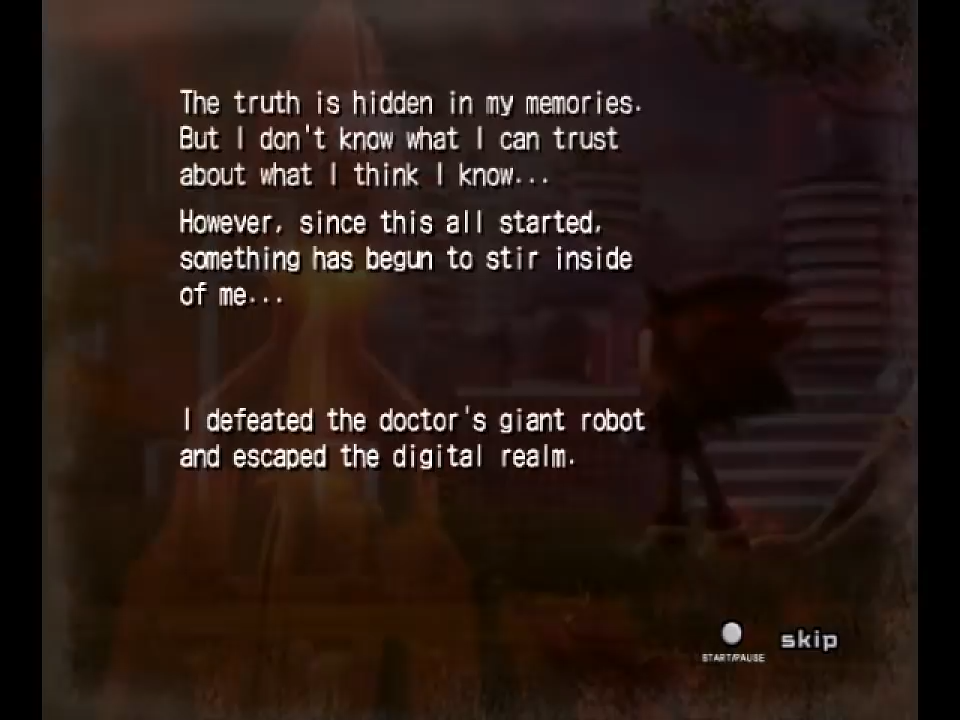 The truth is hidden in my memories.
But I don't know what I can trust
about what I think I know...
However, since this all started,
something has begun to stir inside
of me...
I defeated the doctor's giant robot
and escaped the digital realm.
skip
START/PAUSE